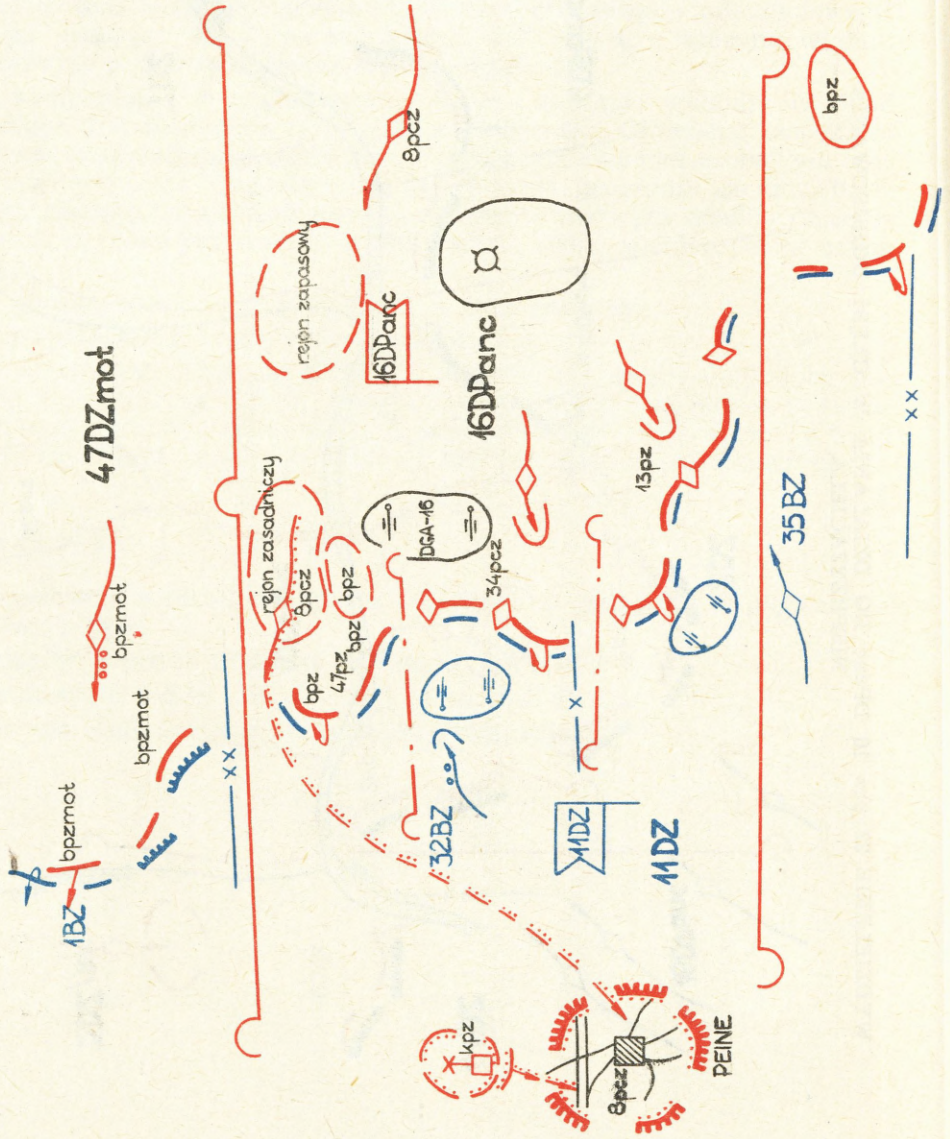 8pcz
bpz
rejon zapasowy
16DPanc
16DPanc
47DZmot
rejon zasadniczy
8pcz
bpz
DGA-16
34pcz
13pz
35BZ
x x
bpzmot
bpz
47pz
bpz
bpzmot
x x
bpzmot
1BZ
32BZ
x
11DZ
11DZ
kpz
8pcz
PEINE